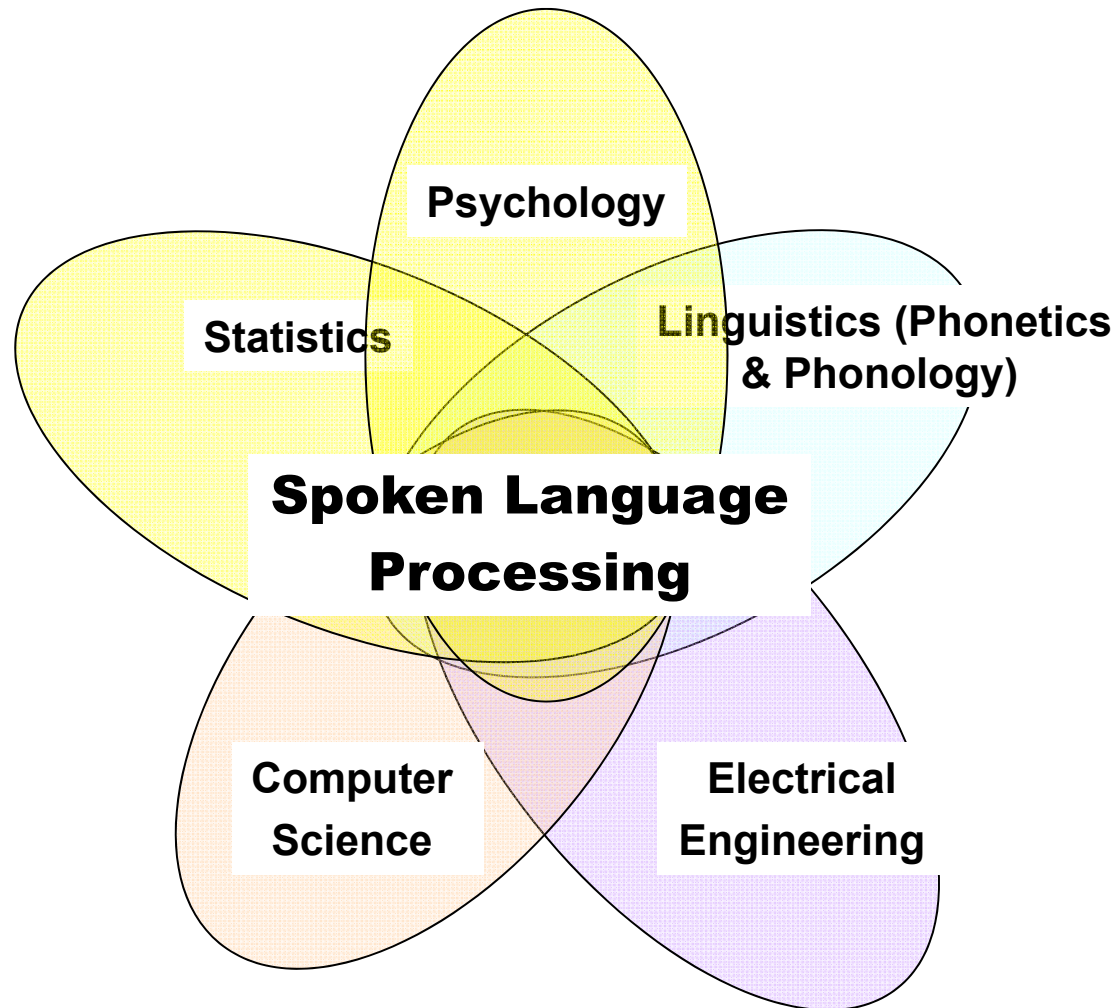 Psychology
Statistics
Linguistics (Phonetics
& Phonology)
Spoken Language
Processing
Computer
Science
Electrical
Engineering